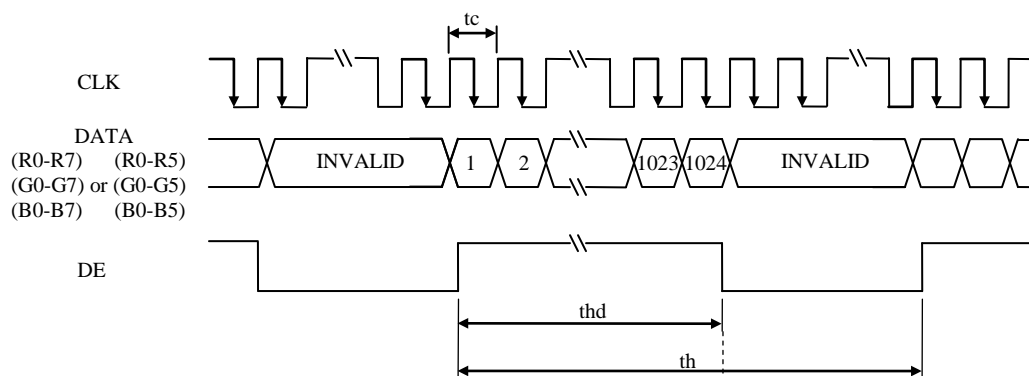 tc
CLK
DATA
(R0-R7) (R0-R5)
(G0-G7) or (G0-G5)
(B0-B7) (B0-B5)
INVALID 1 2 1023 1024 INVALID
DE
thd
th